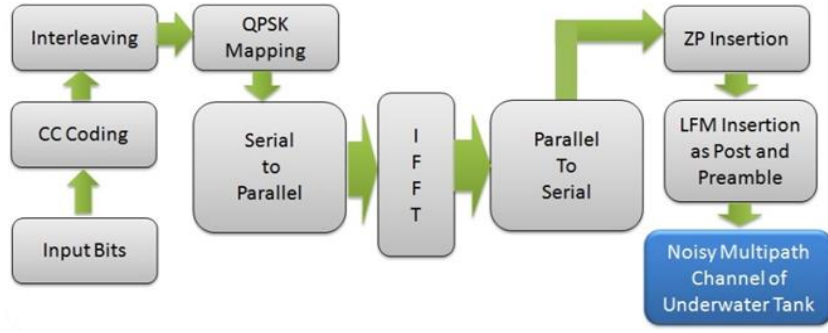 Input Bits
CC Coding
Interleaving
QPSK
Mapping
Serial
to
Parallel
I
F
F
T
Parallel
To
Serial
ZP Insertion
LFM Insertion
as Post and
Preamble
Noisy Multipath
Channel of
Underwater Tank